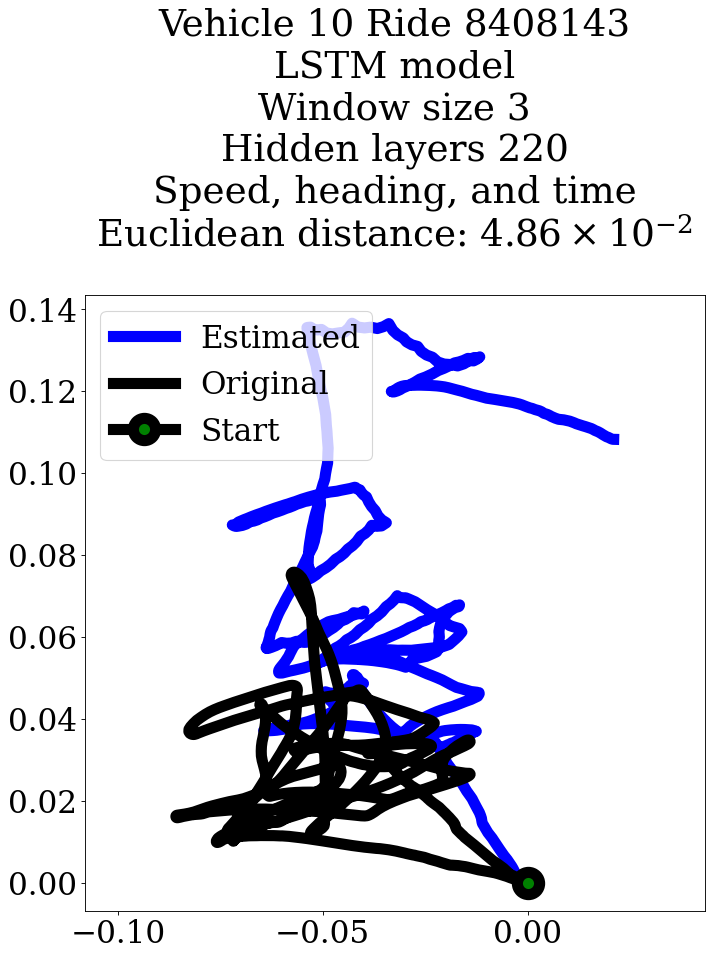 Vehicle 10 Ride 8408143
LSTM model
Window size 3
Hidden layers 220
Speed, heading, and time
Euclidean distance: 4.86 × 10⁻²
0.14
0.12
0.10
0.08
0.06
0.04
0.02
0.00
Estimated
Original
Start
−0.10
−0.05
0.00